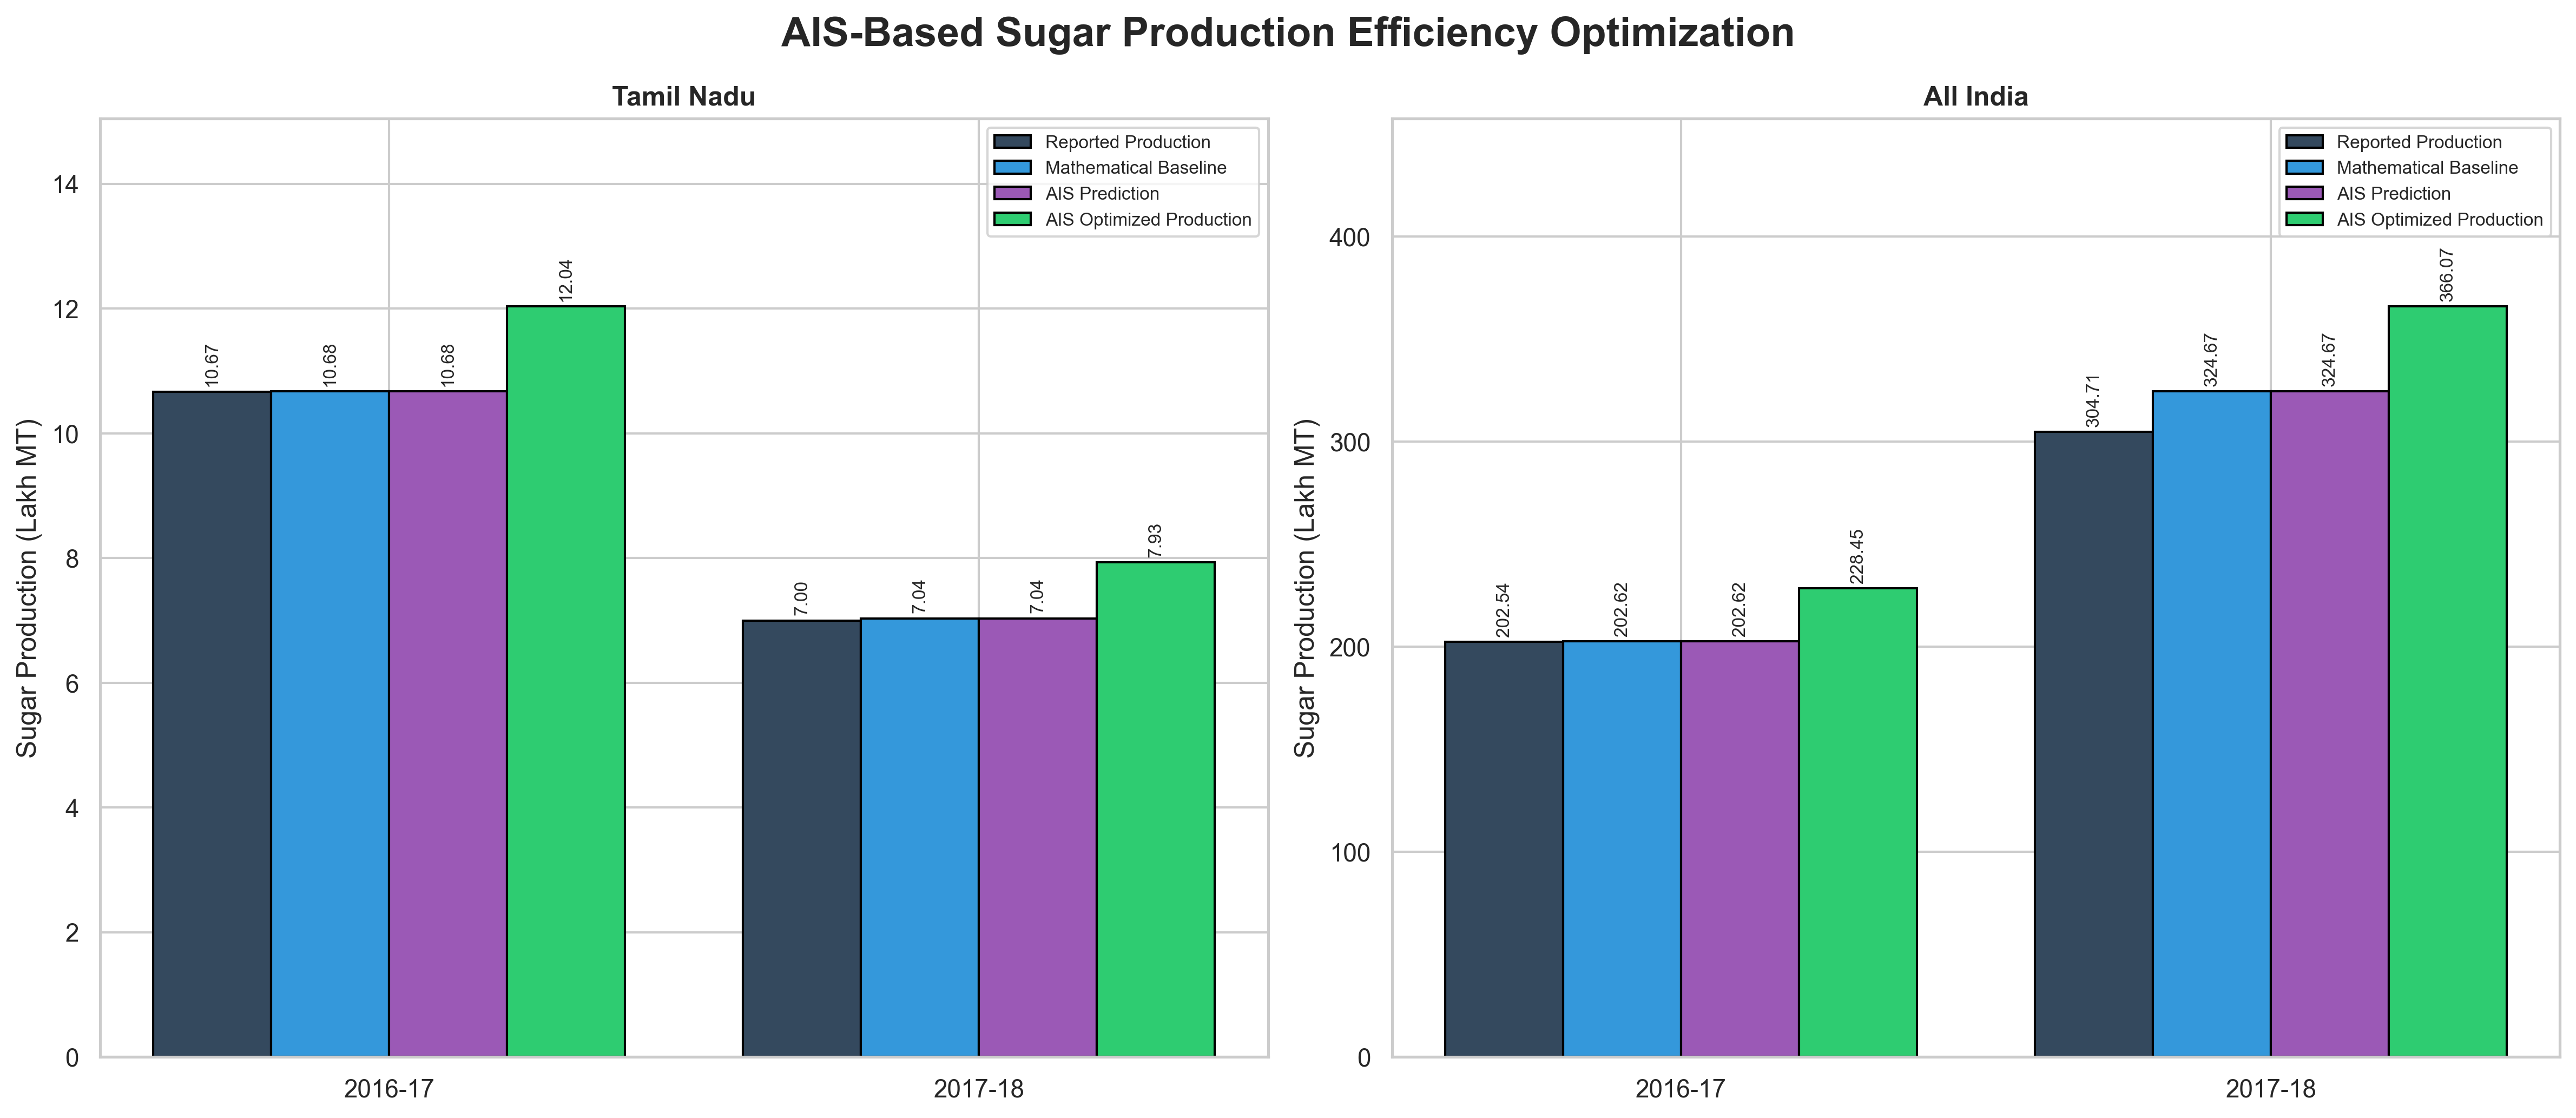 AIS-Based Sugar Production Efficiency Optimization
Tamil Nadu
Sugar Production (Lakh MT)
14
12
10
8
6
4
2
0
Reported Production
Mathematical Baseline
AIS Prediction
AIS Optimized Production
10.67
10.68
10.68
12.04
7.00
7.04
7.04
7.93
2016-17
2017-18
All India
Sugar Production (Lakh MT)
400
300
200
100
0
Reported Production
Mathematical Baseline
AIS Prediction
AIS Optimized Production
202.54
202.62
202.62
228.45
304.71
324.67
324.67
366.07
2016-17
2017-18